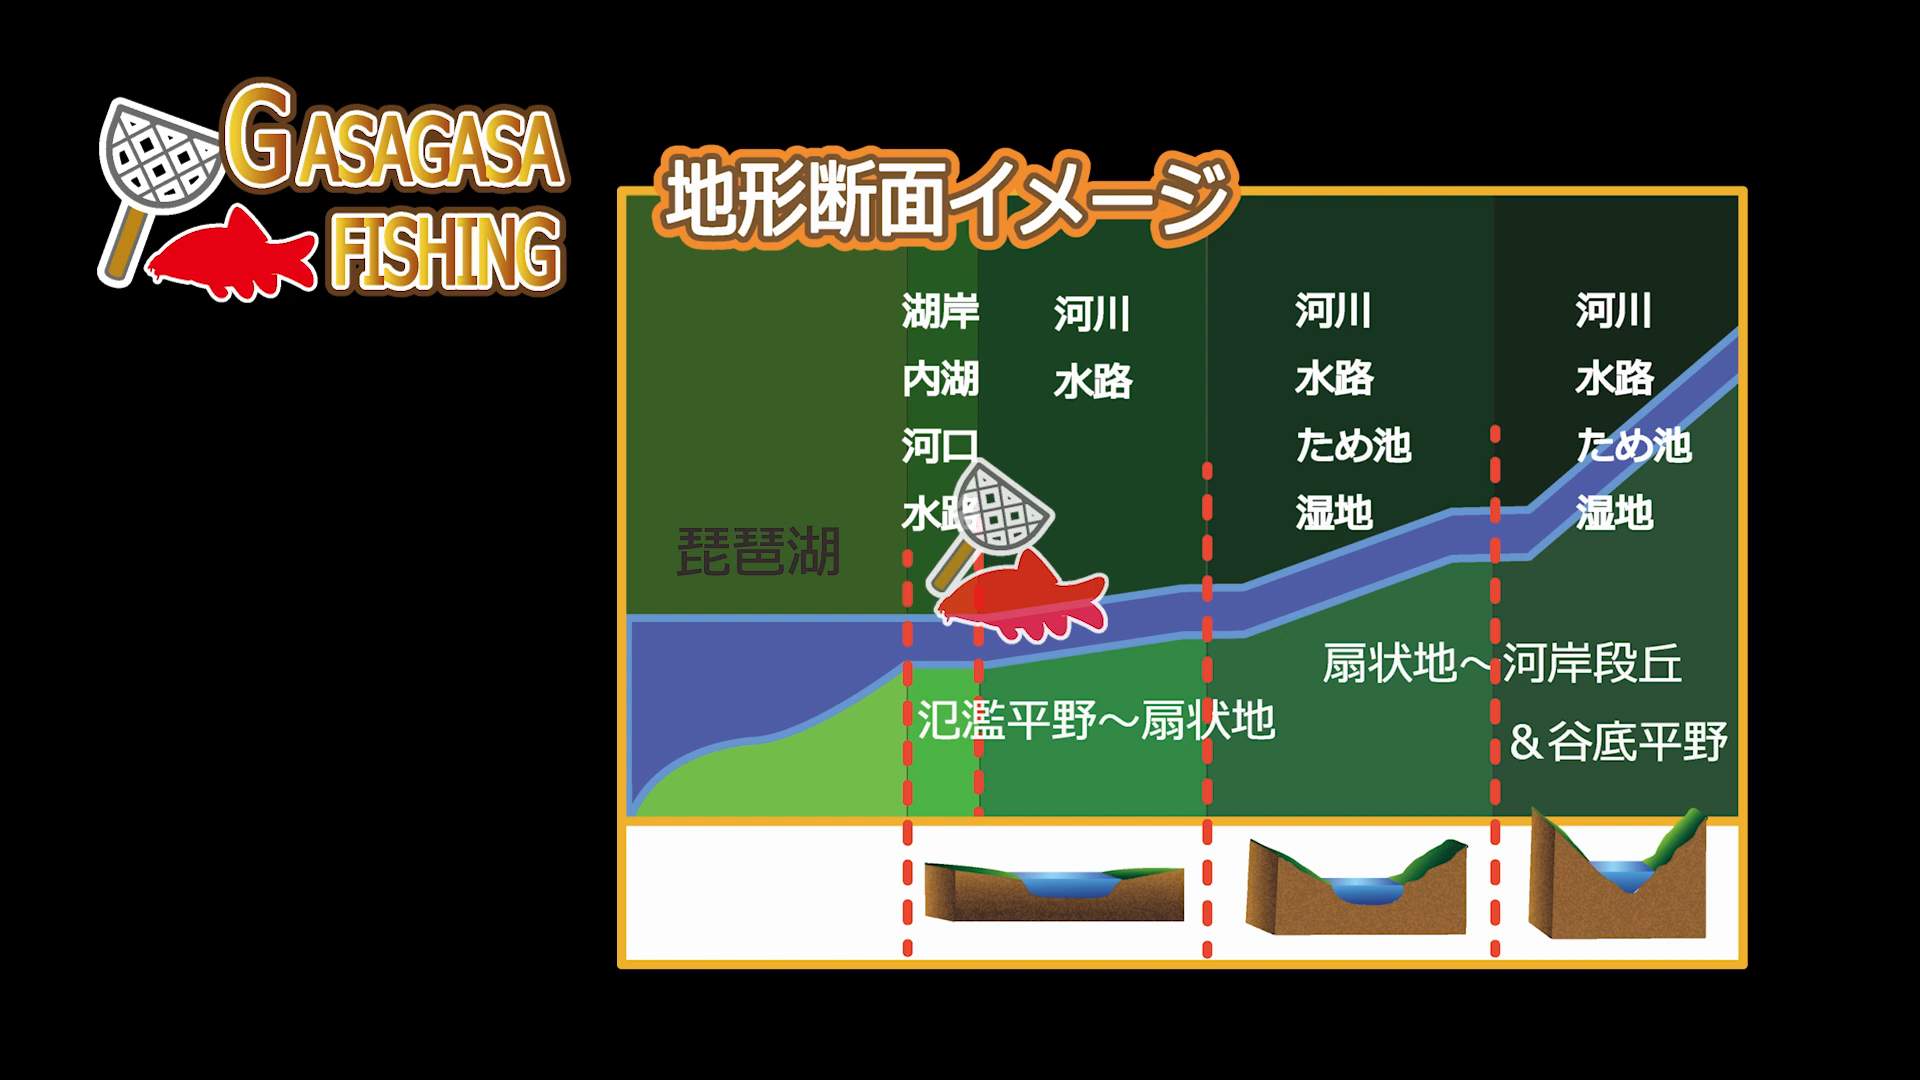 GASAGASA
FISHING
地形断面イメージ
湖岸
内湖
河口
水路
河川
水路
河川
水路
ため池
湿地
河川
水路
ため池
湿地
琵琶湖
氾濫平野～扇状地
扇状地～河岸段丘
＆谷底平野